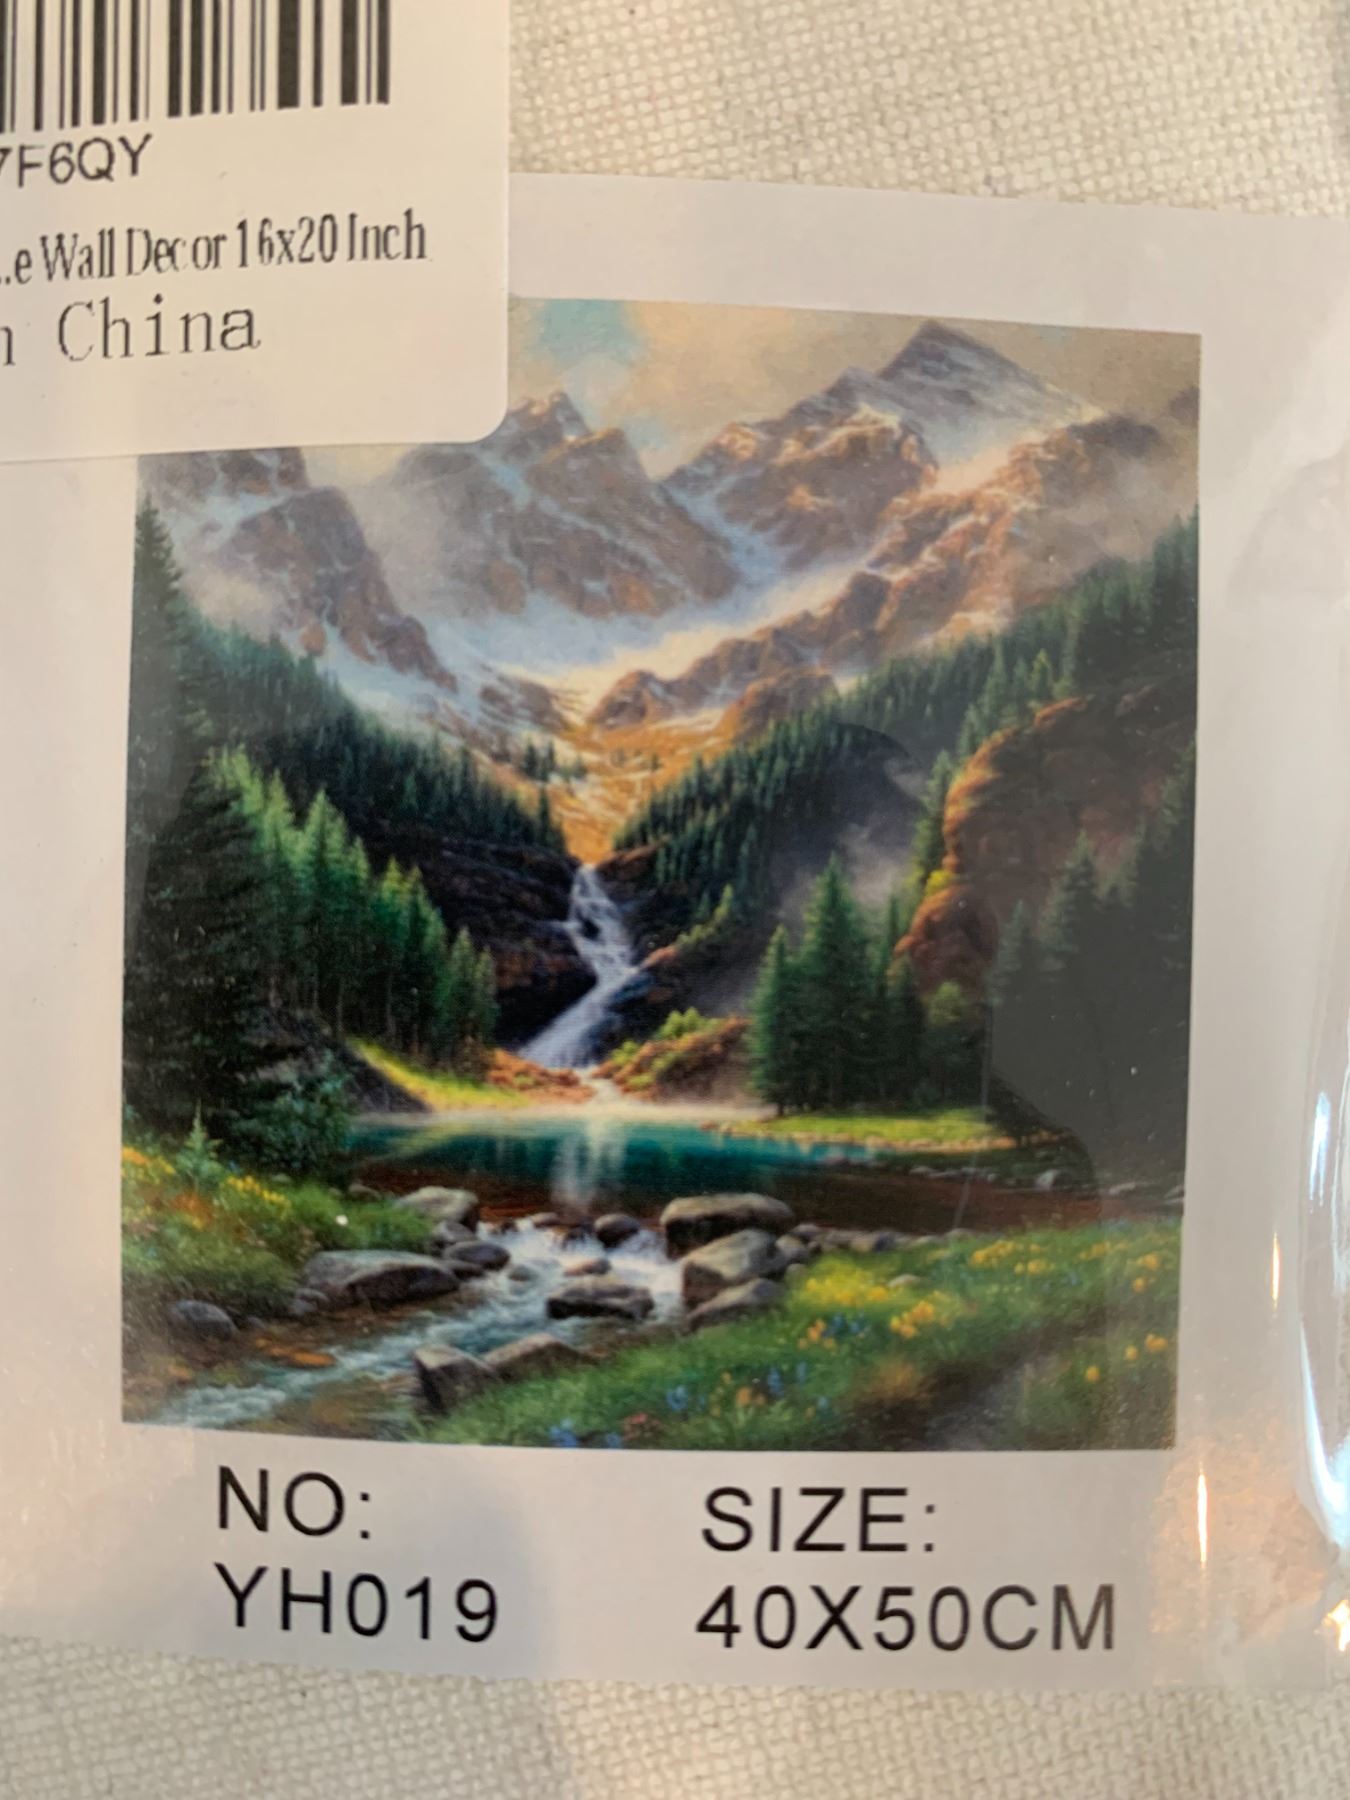 7F6QY
...e Wall Decor 16x20 Inch
China
NO:
YH019
SIZE:
40X50CM